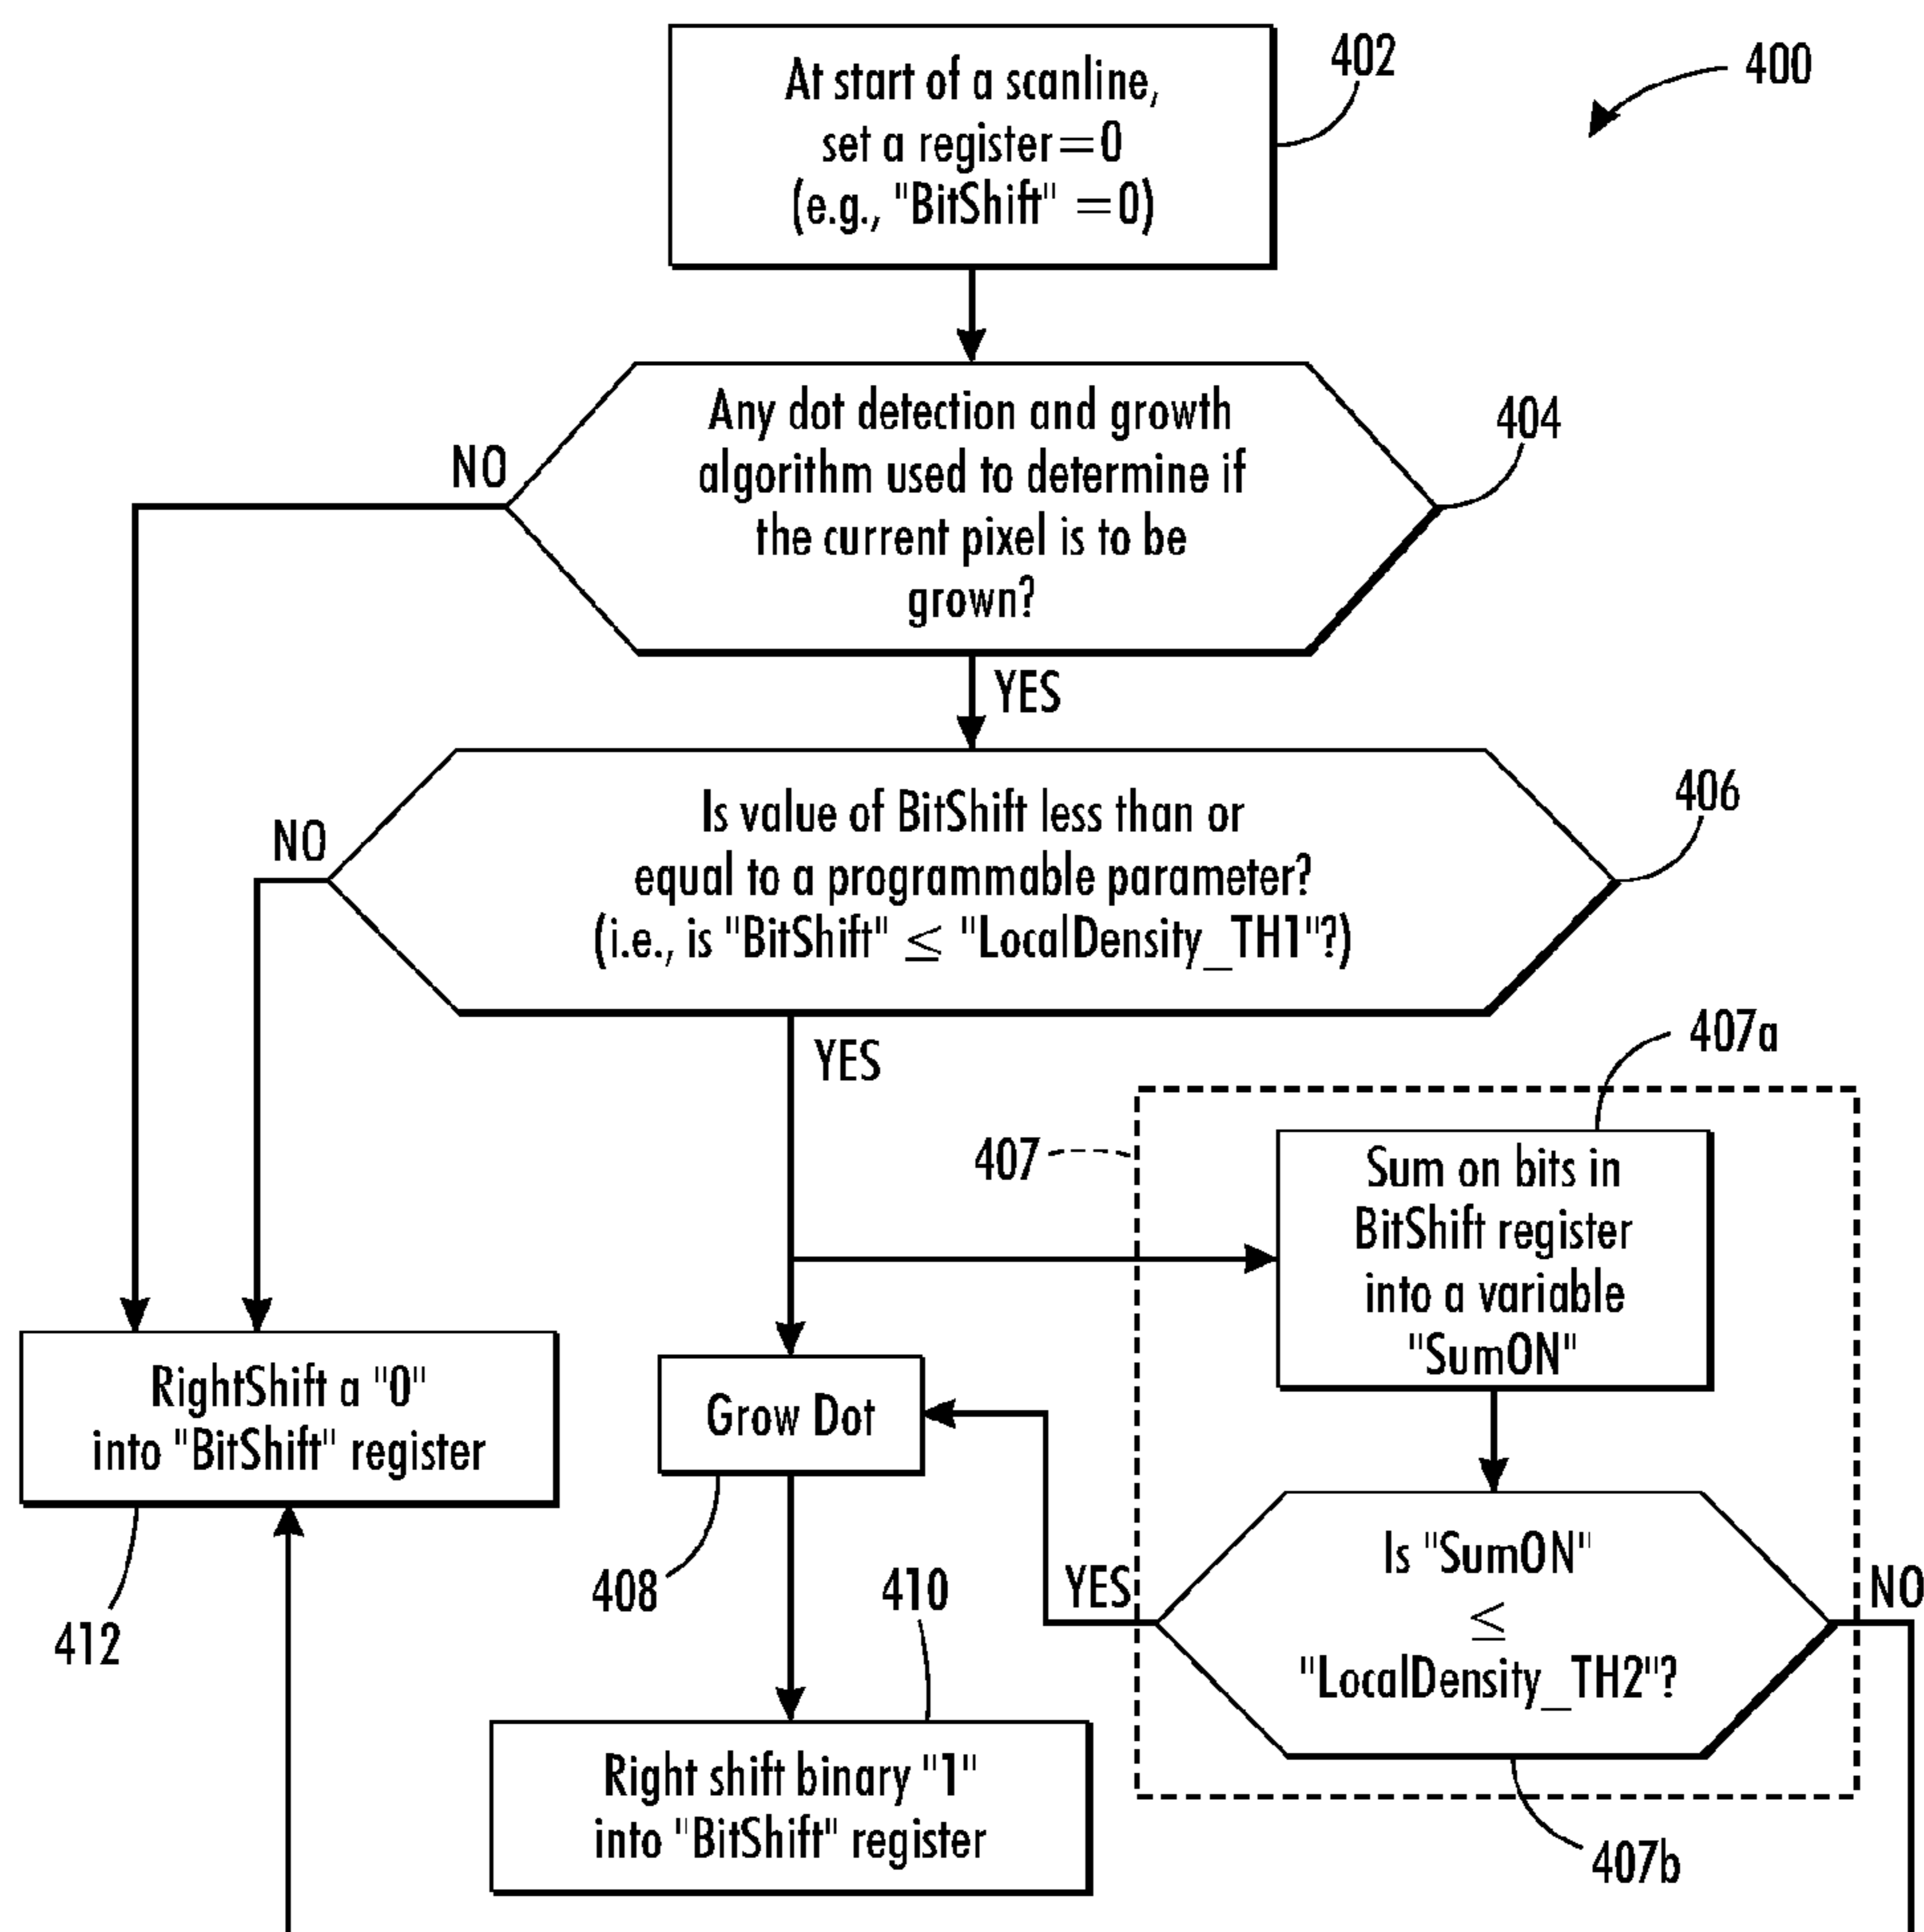 At start of a scanline,
set a register=0
(e.g., "BitShift" =0)
402
400
Any dot detection and growth
algorithm used to determine if
the current pixel is to be
grown?
404
NO
YES
Is value of BitShift less than or
equal to a programmable parameter?
(i.e., is "BitShift" ≤ "LocalDensity_TH1"?)
406
NO
YES
407a
407
Sum on bits in
BitShift register
into a variable
"SumON"
RightShift a "0"
into "BitShift" register
412
Grow Dot
408
410
YES
Is "SumON"
≤
"LocalDensity_TH2"?
NO
Right shift binary "1"
into "BitShift" register
407b